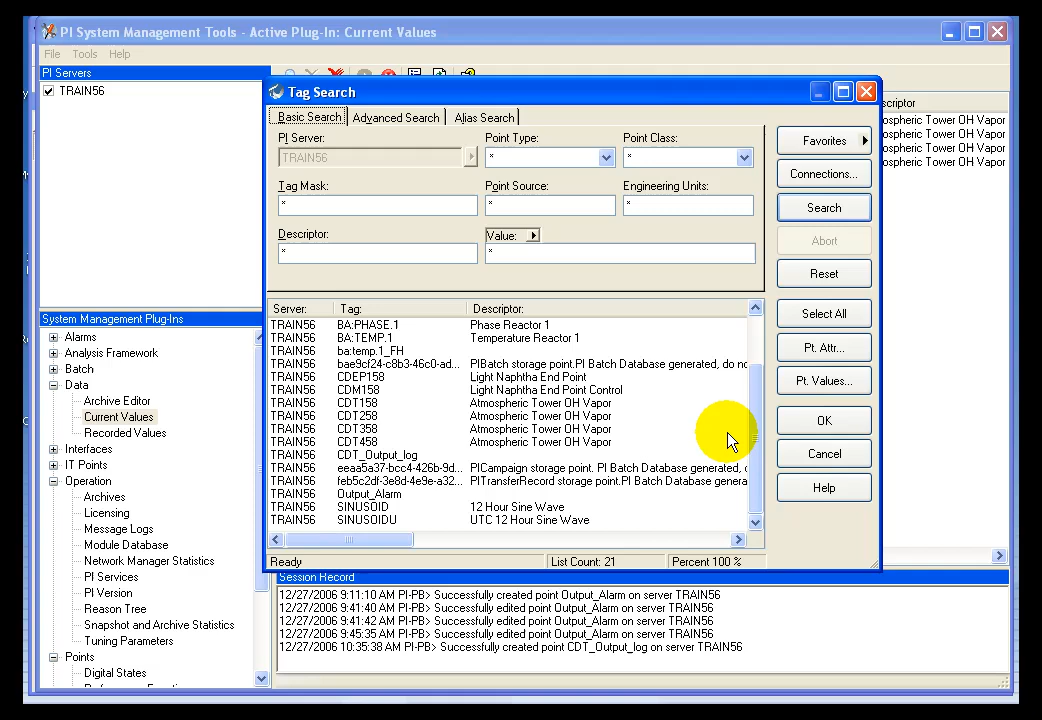 PI System Management Tools - Active Plug-In: Current Values
File Tools Help
PI Servers
TRAIN56
Tag Search
Basic Search Advanced Search Alias Search
PI Server: Point Type: Point Class:
TRAIN56 * *
Tag Mask: Point Source: Engineering Units:
* * *
Descriptor: Value:
* *
Favorites
Connections...
Search
Abort
Reset
Select All
Pt. Attr...
Pt. Values...
OK
Cancel
Help
Server: Tag: Descriptor:
TRAIN56 BA:PHASE.1 Phase Reactor 1
TRAIN56 BA:TEMP.1 Temperature Reactor 1
TRAIN56 ba:temp.1_FH
TRAIN56 bae9cf24-c8b3-46c0-ad... PIBatch storage point.PI Batch Database generated, do no
TRAIN56 CDEP158 Light Naphtha End Point
TRAIN56 CDM158 Light Naphtha End Point Control
TRAIN56 CDT158 Atmospheric Tower OH Vapor
TRAIN56 CDT258 Atmospheric Tower OH Vapor
TRAIN56 CDT358 Atmospheric Tower OH Vapor
TRAIN56 CDT458 Atmospheric Tower OH Vapor
TRAIN56 CDT_Output_log
TRAIN56 eeaa5a37-bcc4-426b-9d... PICampaign storage point. PI Batch Database generated,
TRAIN56 feb5c2df-3e8d-4e9e-a32... PITransferRecord storage point.PI Batch Database genera
TRAIN56 Output_Alarm
TRAIN56 SINUSOID 12 Hour Sine Wave
TRAIN56 SINUSOIDU UTC 12 Hour Sine Wave
Ready List Count: 21 Percent 100 %
scriptor
ospheric Tower OH Vapor
ospheric Tower OH Vapor
ospheric Tower OH Vapor
ospheric Tower OH Vapor
System Management Plug-Ins
Alarms
Analysis Framework
Batch
Data
Archive Editor
Current Values
Recorded Values
Interfaces
IT Points
Operation
Archives
Licensing
Message Logs
Module Database
Network Manager Statistics
PI Services
PI Version
Reason Tree
Snapshot and Archive Statistics
Tuning Parameters
Points
Digital States
Session Record
12/27/2006 9:11:10 AM PI-PB> Successfully created point Output_Alarm on server TRAIN56
12/27/2006 9:41:40 AM PI-PB> Successfully edited point Output_Alarm on server TRAIN56
12/27/2006 9:41:42 AM PI-PB> Successfully edited point Output_Alarm on server TRAIN56
12/27/2006 9:45:35 AM PI-PB> Successfully edited point Output_Alarm on server TRAIN56
12/27/2006 10:35:38 AM PI-PB> Successfully created point CDT_Output_log on server TRAIN56